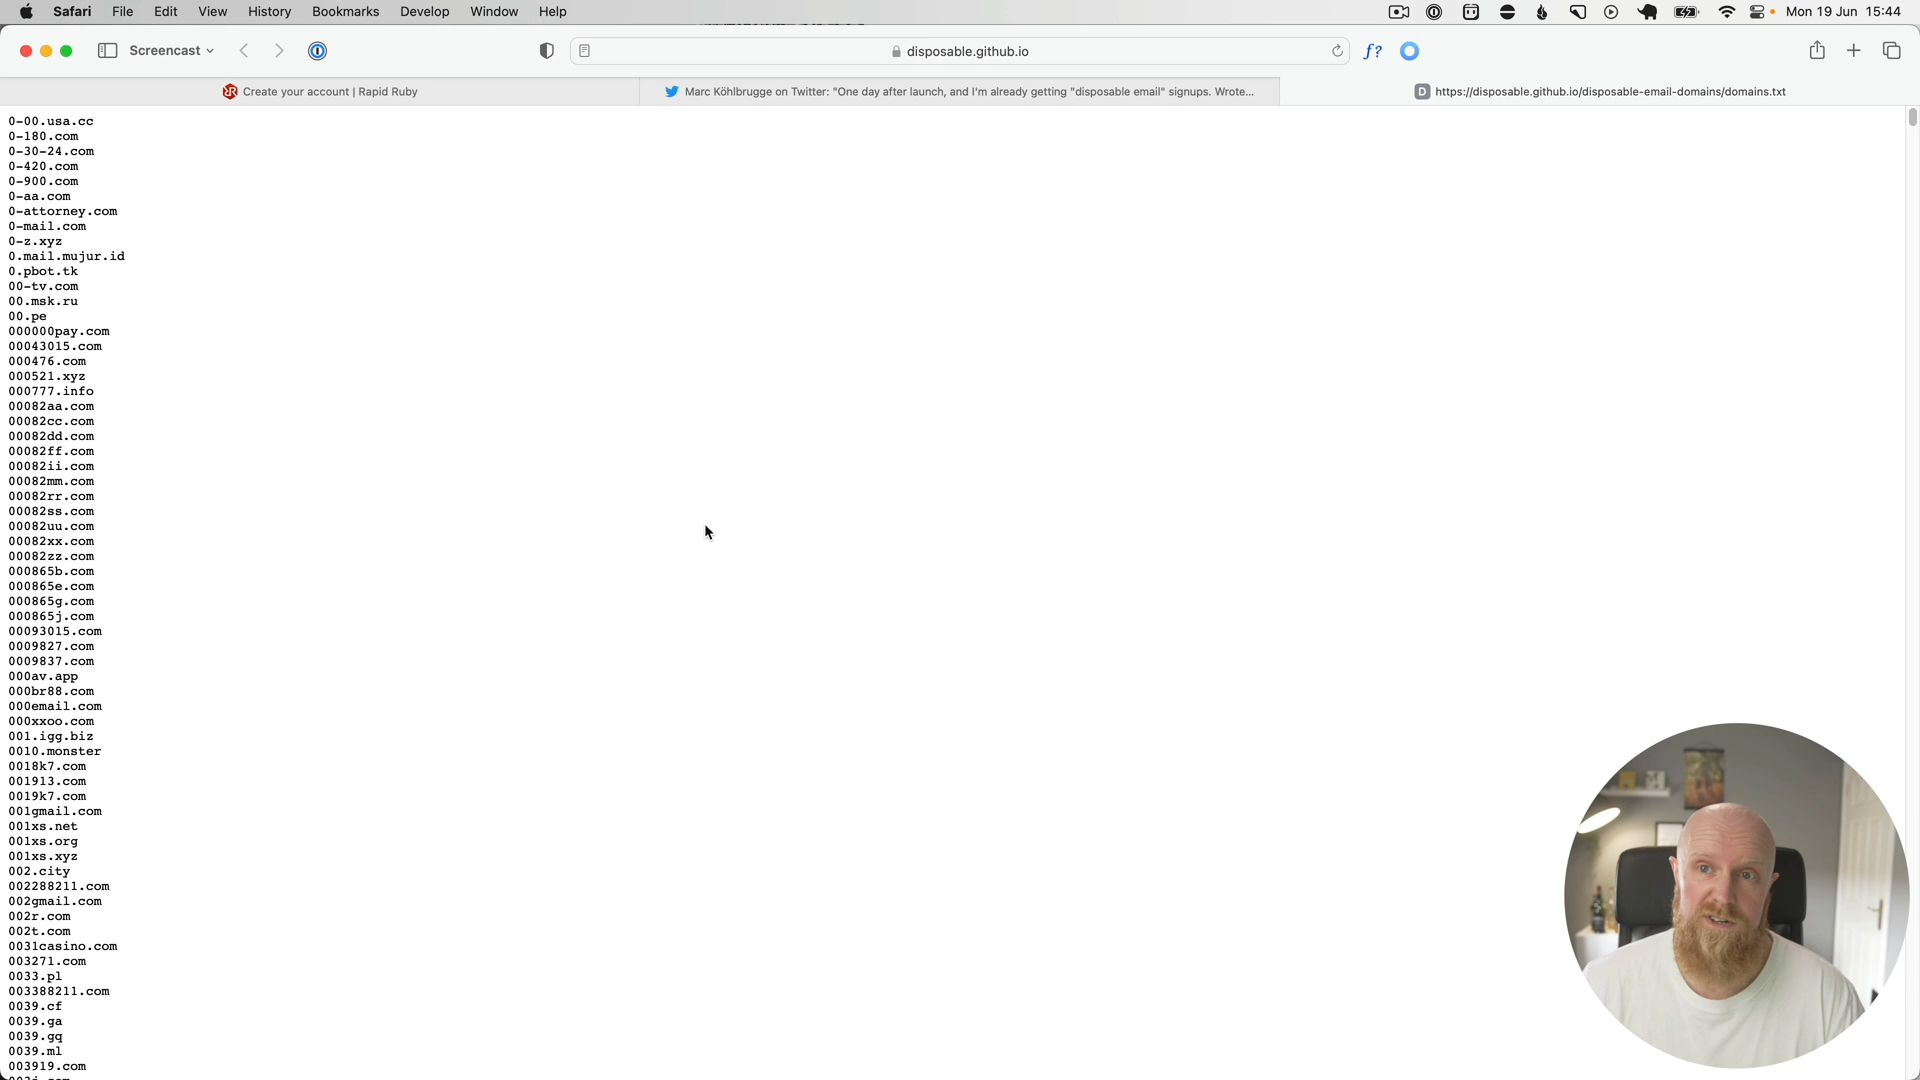 Safari File Edit View History Bookmarks Develop Window Help Mon 19 Jun 15:44
Screencast disposable.github.io f?
Create your account | Rapid Ruby
Marc Köhlbrugge on Twitter: "One day after launch, and I'm already getting "disposable email" signups. Wrote...
D https://disposable.github.io/disposable-email-domains/domains.txt
0-00.usa.cc
0-180.com
0-30-24.com
0-420.com
0-900.com
0-aa.com
0-attorney.com
0-mail.com
0-z.xyz
0.mail.mujur.id
0.pbot.tk
00-tv.com
00.msk.ru
00.pe
000000pay.com
00043015.com
000476.com
000521.xyz
000777.info
00082aa.com
00082cc.com
00082dd.com
00082ff.com
00082ii.com
00082mm.com
00082rr.com
00082ss.com
00082uu.com
00082xx.com
00082zz.com
000865b.com
000865e.com
000865g.com
000865j.com
00093015.com
0009827.com
0009837.com
000av.app
000br88.com
000email.com
000xxoo.com
001.igg.biz
0010.monster
0018k7.com
001913.com
0019k7.com
001gmail.com
001xs.net
001xs.org
001xs.xyz
002.city
002288211.com
002gmail.com
002r.com
002t.com
0031casino.com
003271.com
0033.pl
003388211.com
0039.cf
0039.ga
0039.gq
0039.ml
003919.com